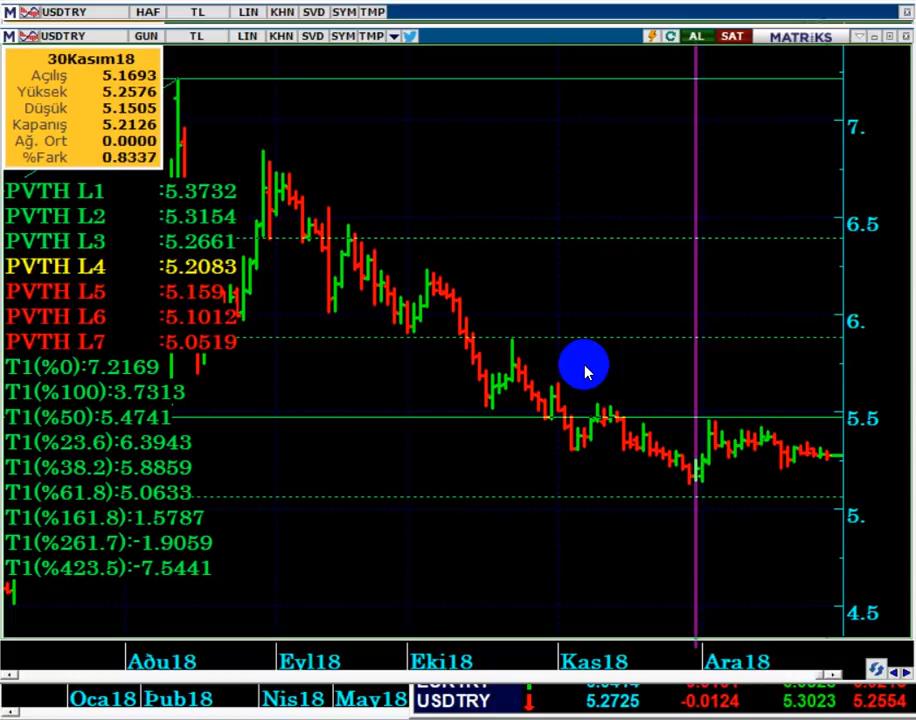 M USDTRY HAF TL LIN KHN SVD SYM TMP
M USDTRY GUN TL LIN KHN SVD SYM TMP AL SAT MATRiKS
30Kasım18
Açılış 5.1693
Yüksek 5.2576
Düşük 5.1505
Kapanış 5.2126
Ağ. Ort 0.0000
%Fark 0.8337
PVTH L1 :5.3732
PVTH L2 :5.3154
PVTH L3 :5.2661
PVTH L4 :5.2083
PVTH L5 :5.159
PVTH L6 :5.1012
PVTH L7 :5.0519
T1(%0):7.2169
T1(%100):3.7313
T1(%50):5.4741
T1(%23.6):6.3943
T1(%38.2):5.8859
T1(%61.8):5.0633
T1(%161.8):1.5787
T1(%261.7):-1.9059
T1(%423.5):-7.5441
7.
6.5
6.
5.5
5.
4.5
Aðu18 Eyl18 Eki18 Kas18 Ara18
Oca18 Þub18 Nis18 May18
USDTRY 5.2725 -0.0124 5.3023 5.2554